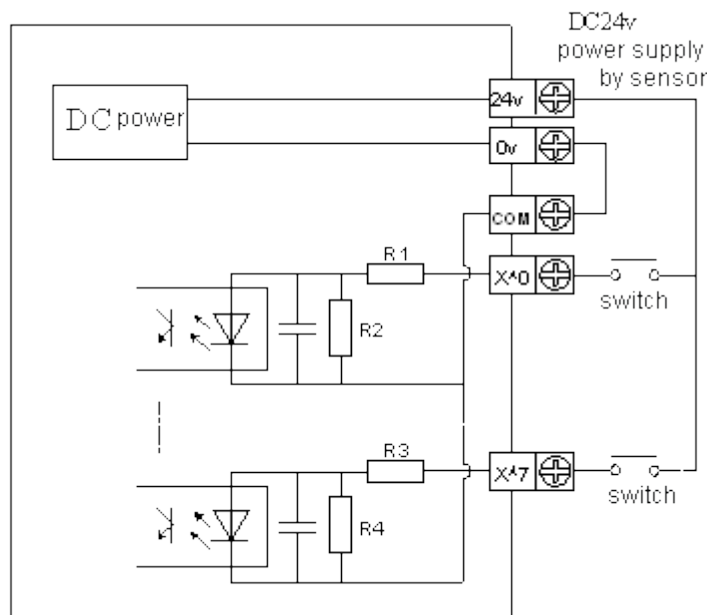 DC24v
power supply
by sensor
24v
DC power
0v
COM
R1
X^0
switch
R2
R3
X^7
switch
R4